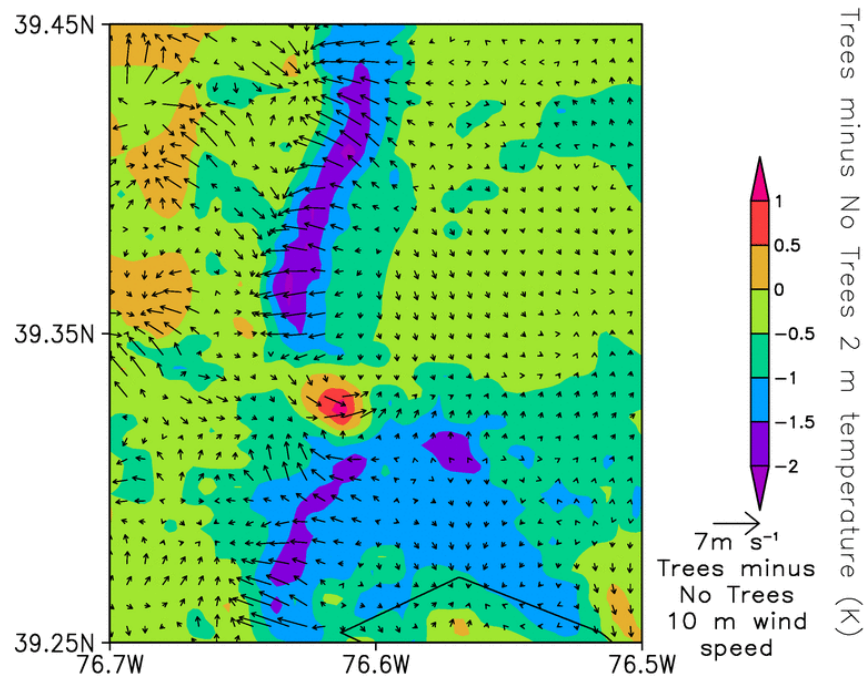 39.45N
39.35N
39.25N
76.7W
76.6W
76.5W
1
0.5
0
−0.5
−1
−1.5
−2
7m s⁻¹
Trees minus
No Trees
10 m wind
speed
Trees minus No Trees 2 m temperature (K)